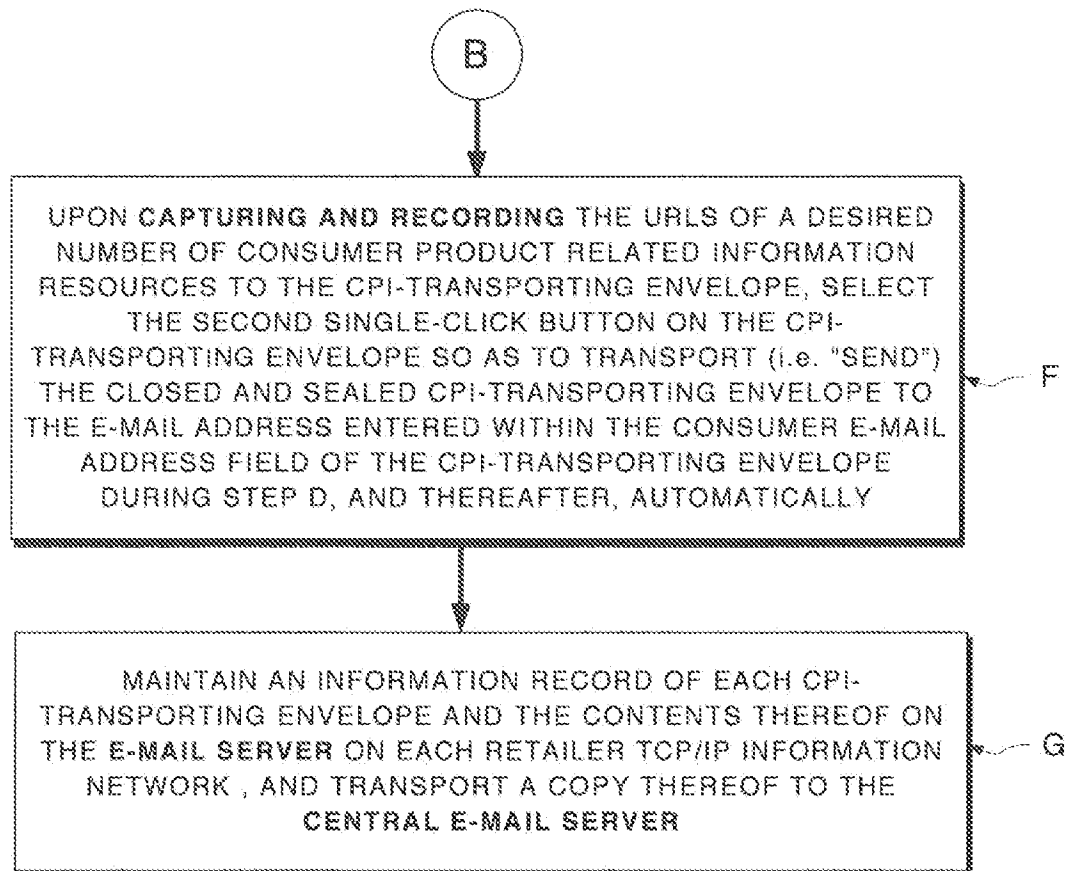 B
UPON CAPTURING AND RECORDING THE URLS OF A DESIRED
NUMBER OF CONSUMER PRODUCT RELATED INFORMATION
RESOURCES TO THE CPI-TRANSPORTING ENVELOPE, SELECT
THE SECOND SINGLE-CLICK BUTTON ON THE CPI-
TRANSPORTING ENVELOPE SO AS TO TRANSPORT (i.e. "SEND")
THE CLOSED AND SEALED CPI-TRANSPORTING ENVELOPE TO
THE E-MAIL ADDRESS ENTERED WITHIN THE CONSUMER E-MAIL
ADDRESS FIELD OF THE CPI-TRANSPORTING ENVELOPE
DURING STEP D, AND THEREAFTER, AUTOMATICALLY
F
MAINTAIN AN INFORMATION RECORD OF EACH CPI-
TRANSPORTING ENVELOPE AND THE CONTENTS THEREOF ON
THE E-MAIL SERVER ON EACH RETAILER TCP/IP INFORMATION
NETWORK , AND TRANSPORT A COPY THEREOF TO THE
CENTRAL E-MAIL SERVER
G